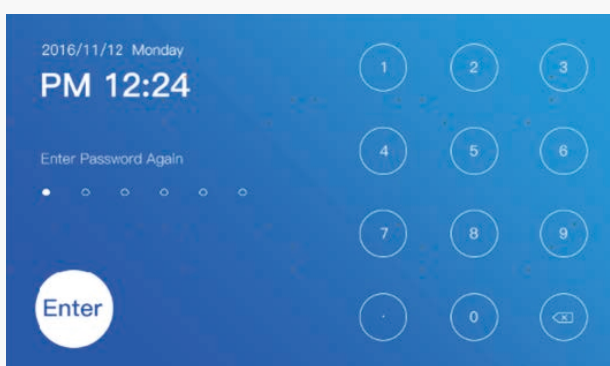 2016/11/12 Monday
PM 12:24
Enter Password Again
Enter
1 2 3
4 5 6
7 8 9
. 0